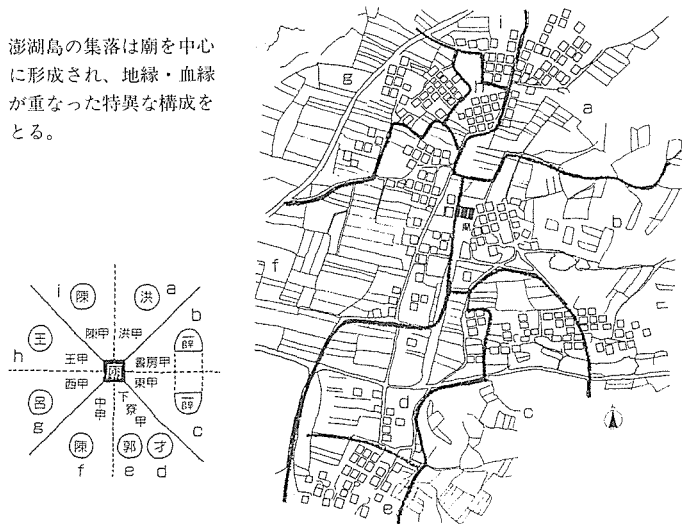 澎湖島の集落は廟を中心
に形成され、地縁・血縁
が重なった特異な構成を
とる。
i
陳
洪
a
b
薛
陳甲
洪甲
王
h
王甲
廟
書房甲
西甲
東甲
薛
中甲
下寮甲
呂
g
c
陳
郭
才
f
e
d
i
g
h
a
b
廟
f
d
c
e